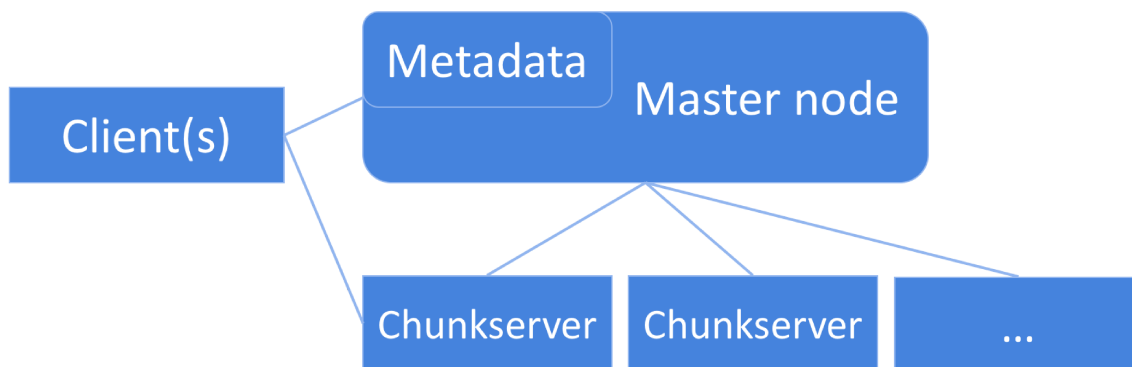 Metadata
Master node
Client(s)
Chunkserver
Chunkserver
...